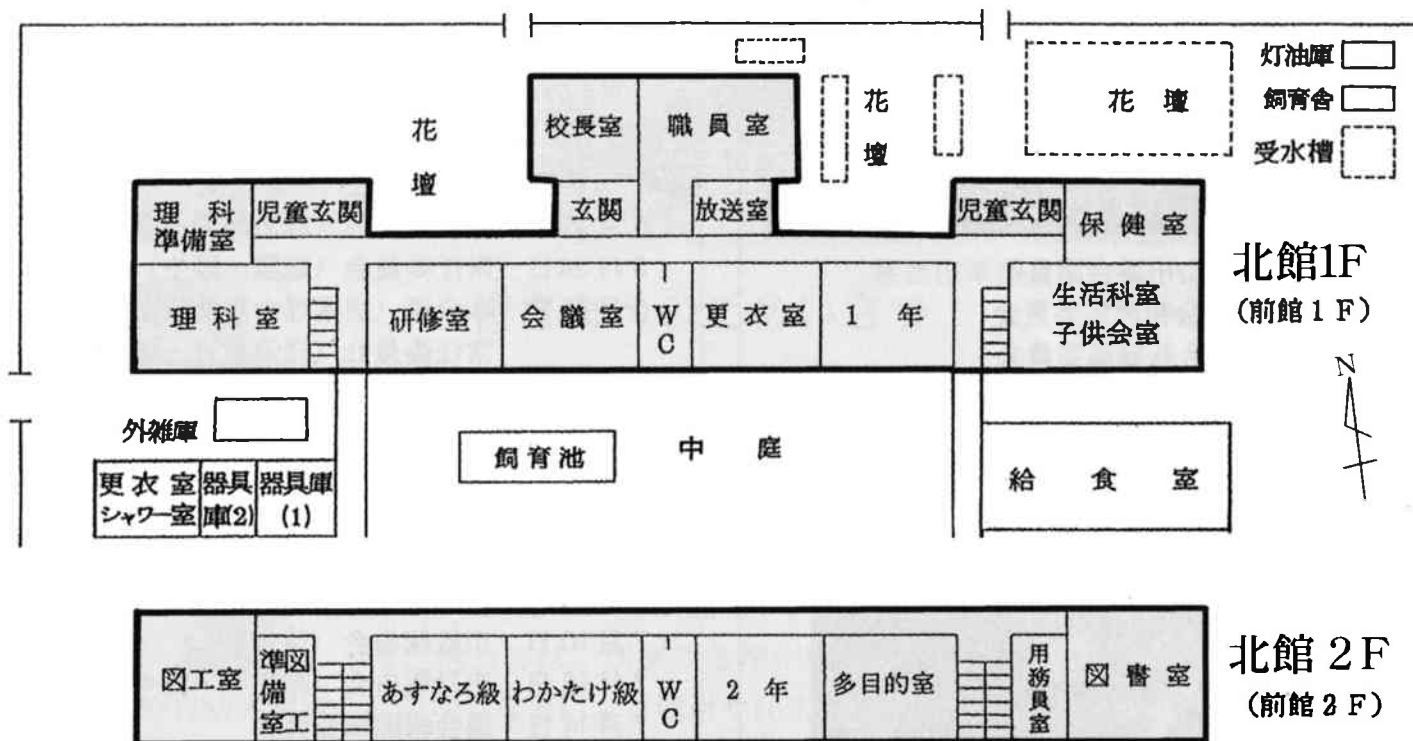 灯油庫
飼育舎
受水槽
花壇
花壇
花壇
校長室
職員室
理科
準備室
児童玄関
玄関
放送室
児童玄関
保健室
北館1F
(前館1F)
理科室
研修室
会議室
WC
更衣室
1年
生活科室
子供会室
N
外雑庫
更衣室
シャワー室
器具
庫(2)
器具庫
(1)
飼育池
中庭
給食室
北館2F
(前館2F)
図工室
図工
準備室
あすなろ級
わかたけ級
WC
2年
多目的室
用務員室
図書室